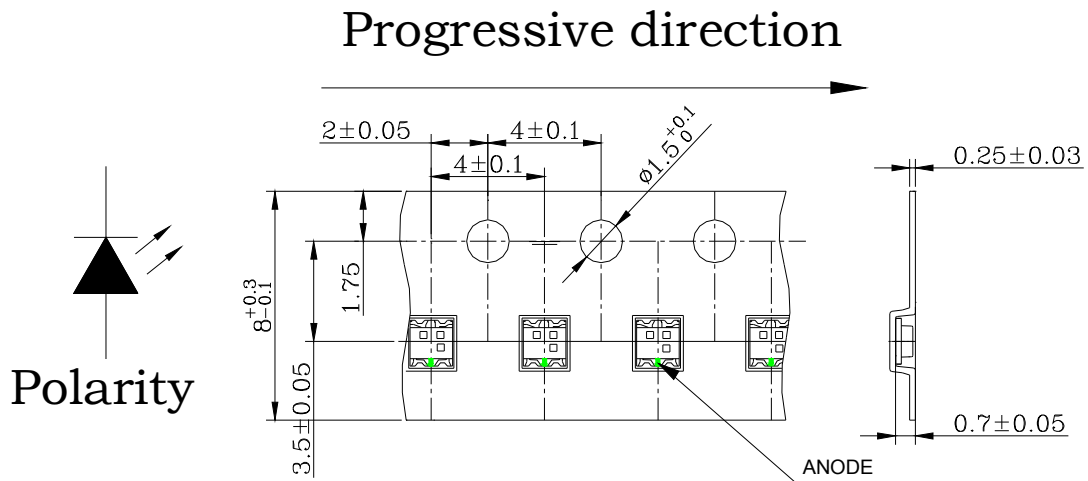 Progressive direction
2±0.05
4±0.1
4±0.1
ø1.5+0.1 0
0.25±0.03
1.75
8+0.3 -0.1
3.5±0.05
Polarity
0.7±0.05
ANODE